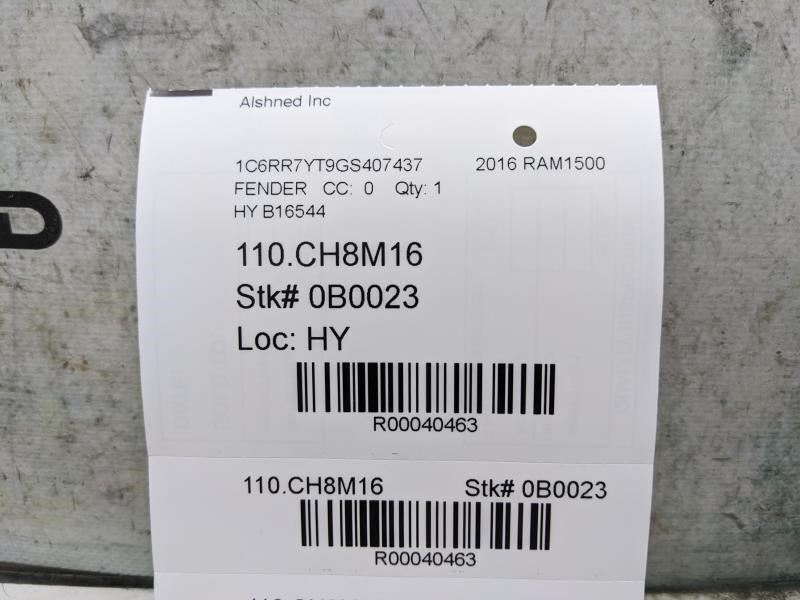 Alshned Inc
1C6RR7YT9GS407437 2016 RAM1500
FENDER CC: 0 Qty: 1
HY B16544
110.CH8M16
Stk# 0B0023
Loc: HY
R00040463
110.CH8M16 Stk# 0B0023
R00040463